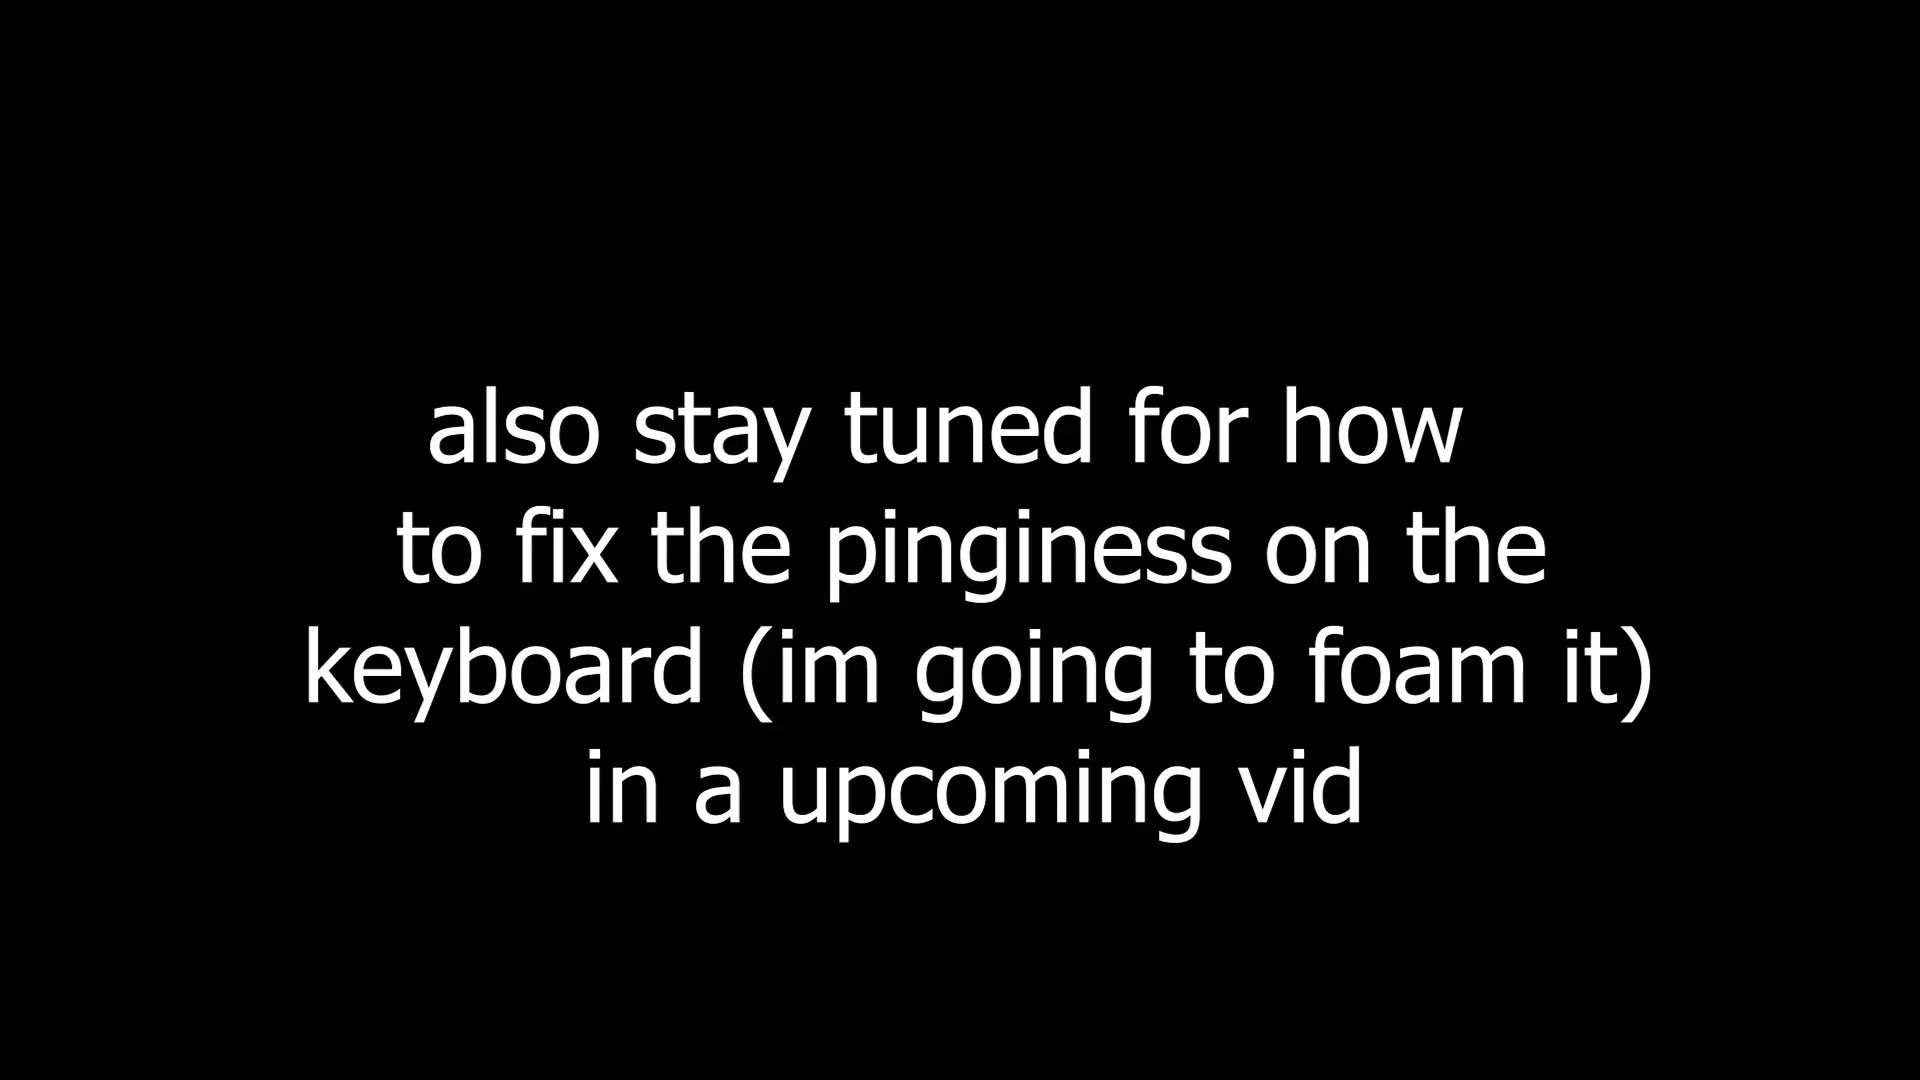 also stay tuned for how
to fix the pinginess on the
keyboard (im going to foam it)
in a upcoming vid